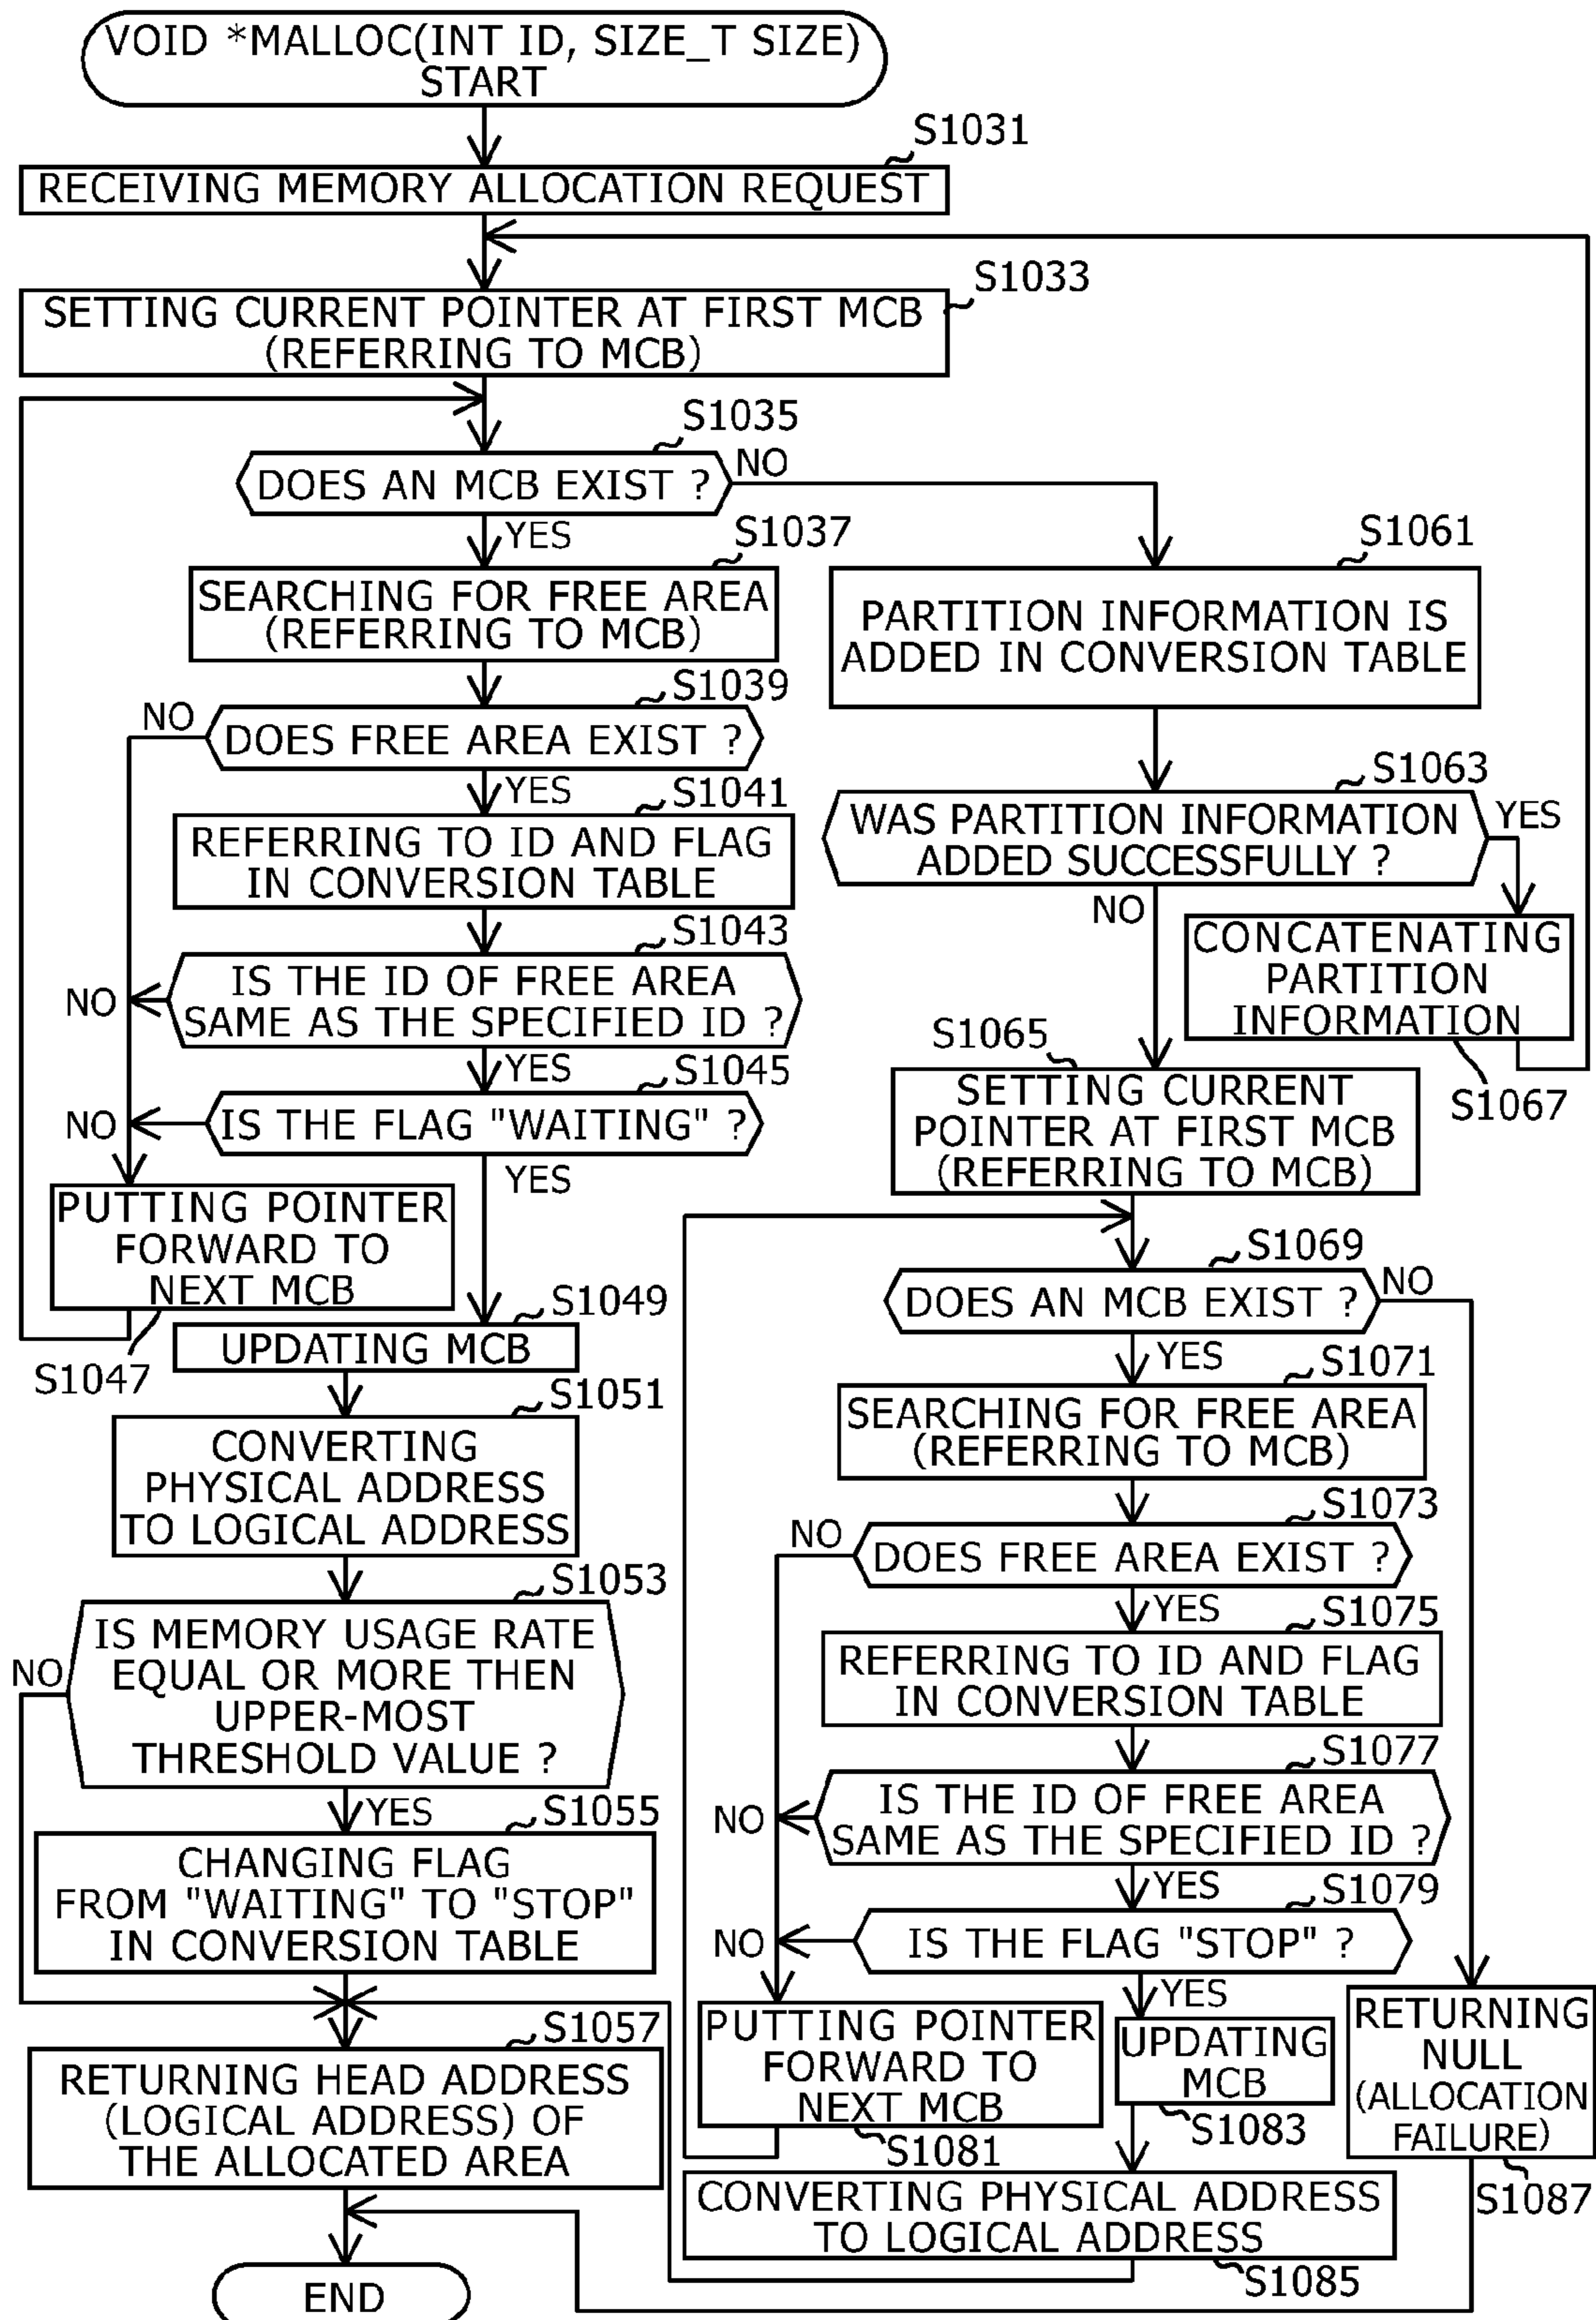 VOID *MALLOC(INT ID, SIZE_T SIZE)
START
S1031
RECEIVING MEMORY ALLOCATION REQUEST
S1033
SETTING CURRENT POINTER AT FIRST MCB
(REFERRING TO MCB)
S1035
DOES AN MCB EXIST ?
NO
YES
S1037
SEARCHING FOR FREE AREA
(REFERRING TO MCB)
S1039
NO
DOES FREE AREA EXIST ?
YES
S1041
REFERRING TO ID AND FLAG
IN CONVERSION TABLE
S1043
NO
IS THE ID OF FREE AREA
SAME AS THE SPECIFIED ID ?
YES
S1045
NO
IS THE FLAG "WAITING" ?
YES
PUTTING POINTER
FORWARD TO
NEXT MCB
S1047
S1049
UPDATING MCB
S1051
CONVERTING
PHYSICAL ADDRESS
TO LOGICAL ADDRESS
S1053
NO
IS MEMORY USAGE RATE
EQUAL OR MORE THEN
UPPER-MOST
THRESHOLD VALUE ?
YES
S1055
CHANGING FLAG
FROM "WAITING" TO "STOP"
IN CONVERSION TABLE
S1057
RETURNING HEAD ADDRESS
(LOGICAL ADDRESS) OF
THE ALLOCATED AREA
END
S1061
PARTITION INFORMATION IS
ADDED IN CONVERSION TABLE
S1063
WAS PARTITION INFORMATION
ADDED SUCCESSFULLY ?
YES
NO
CONCATENATING
PARTITION
INFORMATION
S1067
S1065
SETTING CURRENT
POINTER AT FIRST MCB
(REFERRING TO MCB)
S1069
DOES AN MCB EXIST ?
NO
YES
S1071
SEARCHING FOR FREE AREA
(REFERRING TO MCB)
S1073
NO
DOES FREE AREA EXIST ?
YES
S1075
REFERRING TO ID AND FLAG
IN CONVERSION TABLE
S1077
NO
IS THE ID OF FREE AREA
SAME AS THE SPECIFIED ID ?
YES
S1079
NO
IS THE FLAG "STOP" ?
YES
PUTTING POINTER
FORWARD TO
NEXT MCB
S1081
UPDATING
MCB
S1083
RETURNING
NULL
(ALLOCATION
FAILURE)
S1087
CONVERTING PHYSICAL ADDRESS
TO LOGICAL ADDRESS
S1085